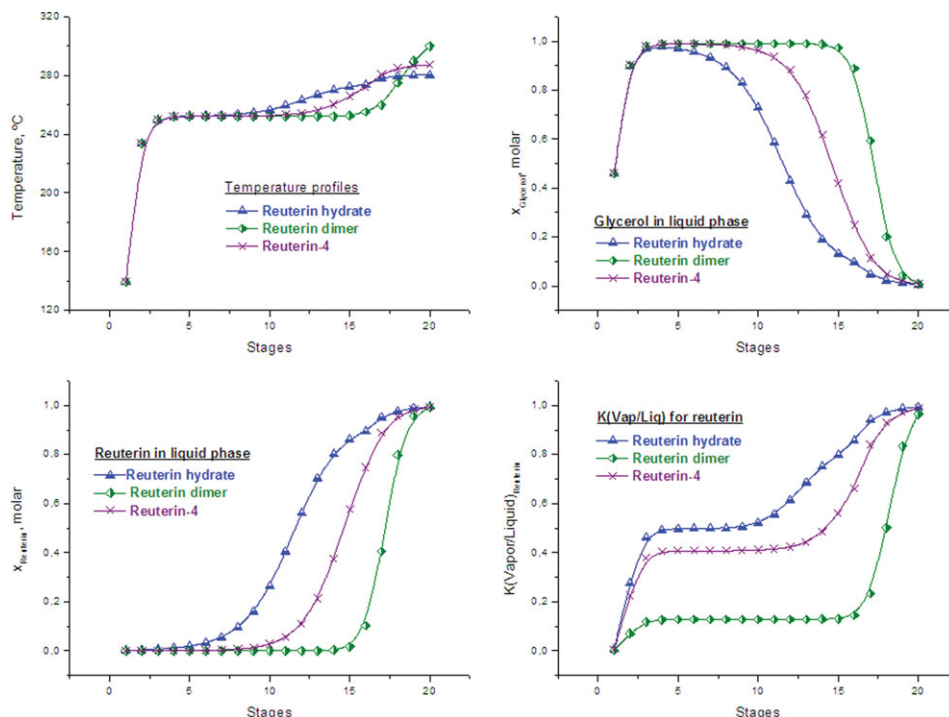 320
280
240
200
160
120
Temperature, ºC
Temperature profiles
Reuterin hydrate
Reuterin dimer
Reuterin-4
0 5 10 15 20
Stages
1,0
0,8
0,6
0,4
0,2
0,0
xGlycerol, molar
Glycerol in liquid phase
Reuterin hydrate
Reuterin dimer
Reuterin-4
0 5 10 15 20
Stages
1,0
0,8
0,6
0,4
0,2
0,0
xReuterin, molar
Reuterin in liquid phase
Reuterin hydrate
Reuterin dimer
Reuterin-4
0 5 10 15 20
Stages
1,0
0,8
0,6
0,4
0,2
0,0
K(Vapor/Liquid)Reuterin
K(Vap/Liq) for reuterin
Reuterin hydrate
Reuterin dimer
Reuterin-4
0 5 10 15 20
Stages